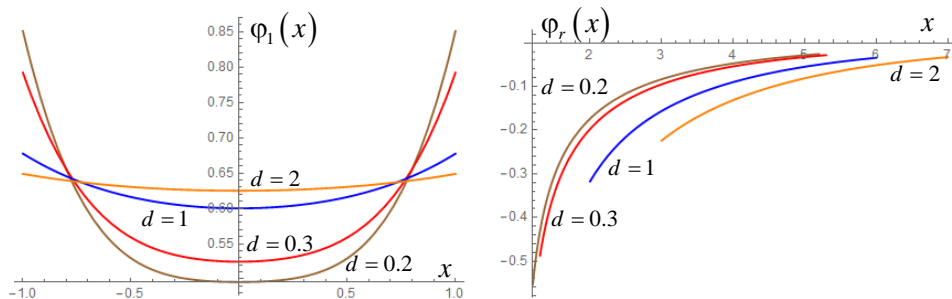 φ₁(x)
0.85
0.80
0.75
0.70
0.65
0.60
0.55
d = 2
d = 1
d = 0.3
d = 0.2
x
−1.0 −0.5 0.5 1.0
φᵣ(x)
x
2 3 4 5 6 7
−0.1
−0.2
−0.3
−0.4
−0.5
d = 0.2
d = 2
d = 1
d = 0.3